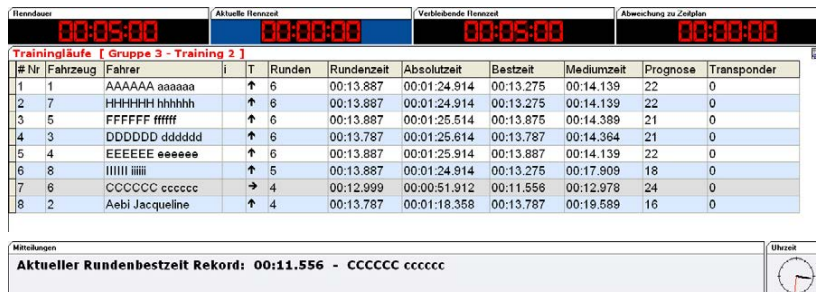 Renndauer Aktuelle Rennzeit Verbleibende Rennzeit Abweichung zu Zeitplan
00:05:00 00:00:00 00:05:00 00:00:00
Trainingläufe [ Gruppe 3 - Training 2 ]
# Nr Fahrzeug Fahrer i T Runden Rundenzeit Absolutzeit Bestzeit Mediumzeit Prognose Transponder
1 1 AAAAAA aaaaaa 6 00:13.887 00:01:24.914 00:13.275 00:14.139 22 0
2 7 HHHHHH hhhhhh 6 00:13.887 00:01:24.914 00:13.275 00:14.139 22 0
3 5 FFFFFF ffffff 6 00:13.887 00:01:25.514 00:13.875 00:14.389 21 0
4 3 DDDDDD dddddd 6 00:13.787 00:01:25.614 00:13.787 00:14.364 21 0
5 4 EEEEEE eeeeee 6 00:13.887 00:01:25.914 00:13.887 00:14.139 22 0
6 8 IIIIII iiiiii 5 00:13.887 00:01:24.914 00:13.275 00:17.909 18 0
7 6 CCCCCC cccccc 4 00:12.999 00:00:51.912 00:11.556 00:12.978 24 0
8 2 Aebi Jacqueline 4 00:13.787 00:01:18.358 00:13.787 00:19.589 16 0
Mitteilungen Uhrzeit
Aktueller Rundenbestzeit Rekord: 00:11.556 - CCCCCC cccccc